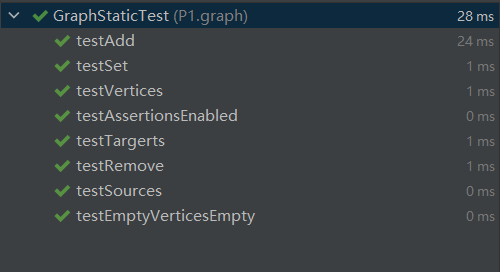 GraphStaticTest (P1.graph) 28 ms
testAdd 24 ms
testSet 1 ms
testVertices 1 ms
testAssertionsEnabled 0 ms
testTargerts 1 ms
testRemove 1 ms
testSources 0 ms
testEmptyVerticesEmpty 0 ms